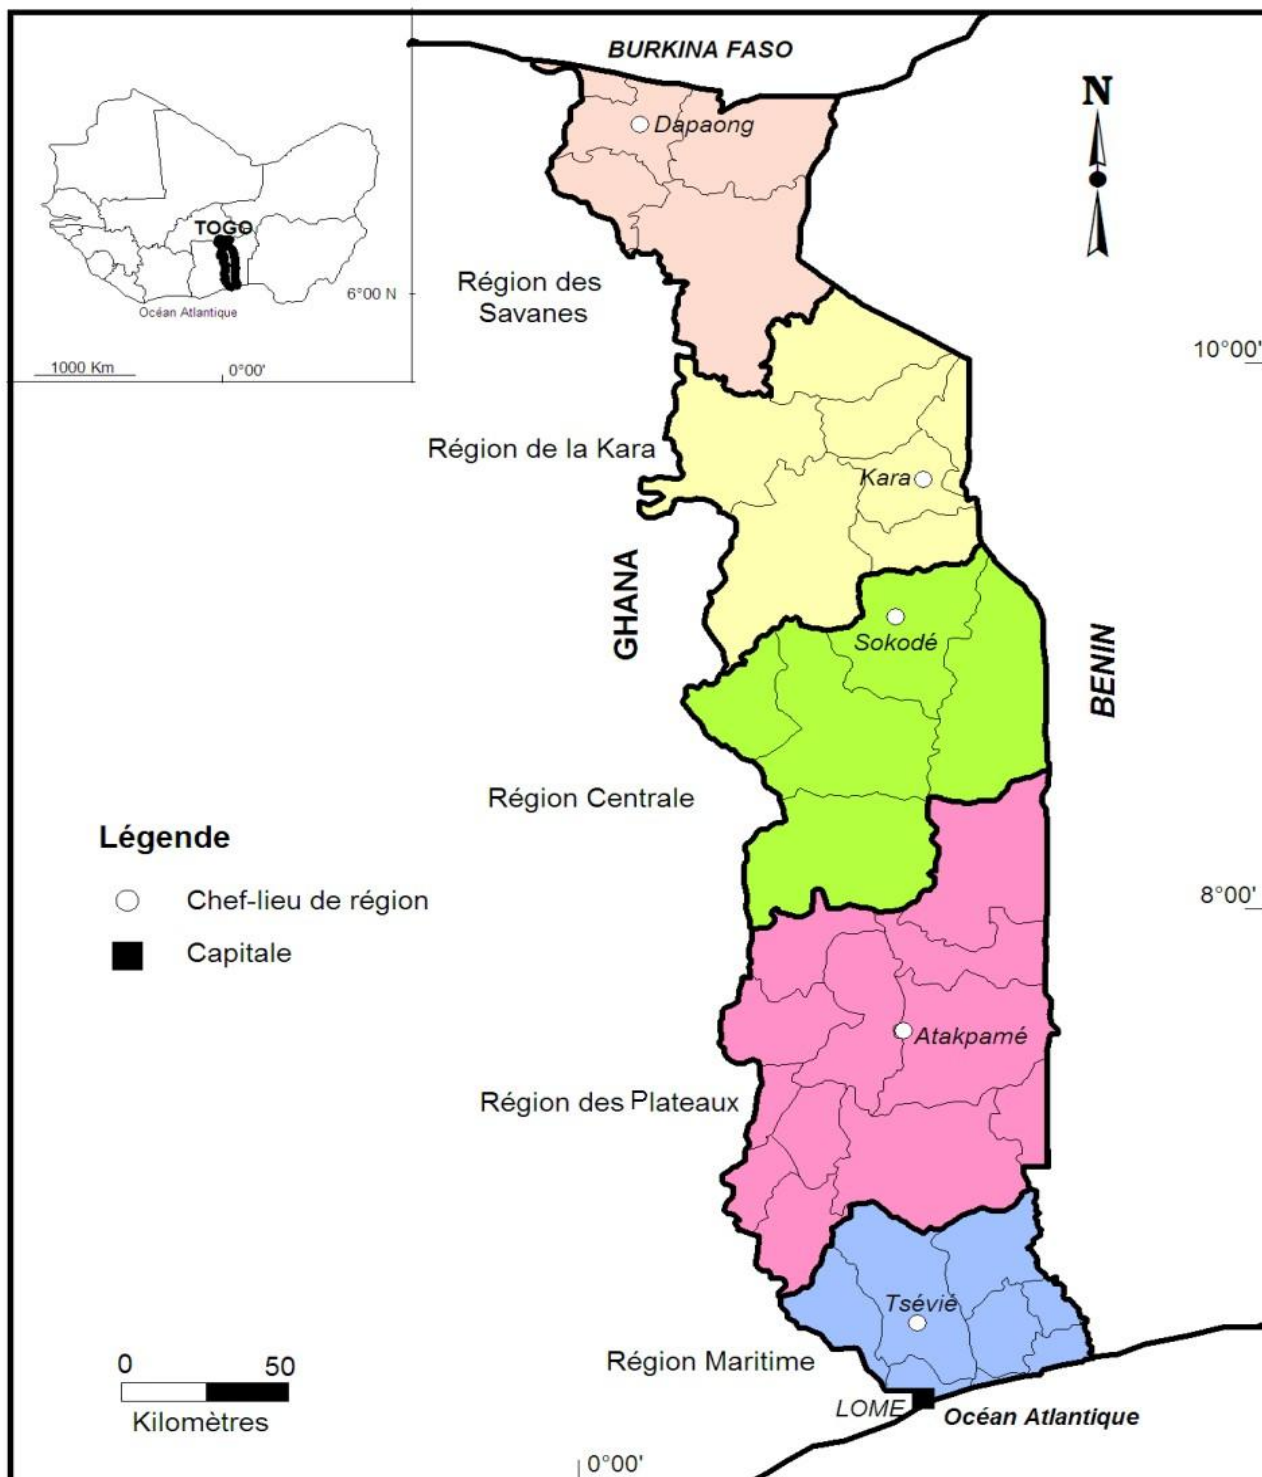 BURKINA FASO
N
Dapaong
TOGO
6°00 N
Océan Atlantique
1000 Km
0°00'
Région des
Savanes
10°00'
Région de la Kara
Kara
GHANA
Sokodé
BENIN
Région Centrale
Légende
Chef-lieu de région
Capitale
8°00'
Atakpamé
Région des Plateaux
Tsévié
Région Maritime
0 50
Kilomètres
LOME
Océan Atlantique
0°00'